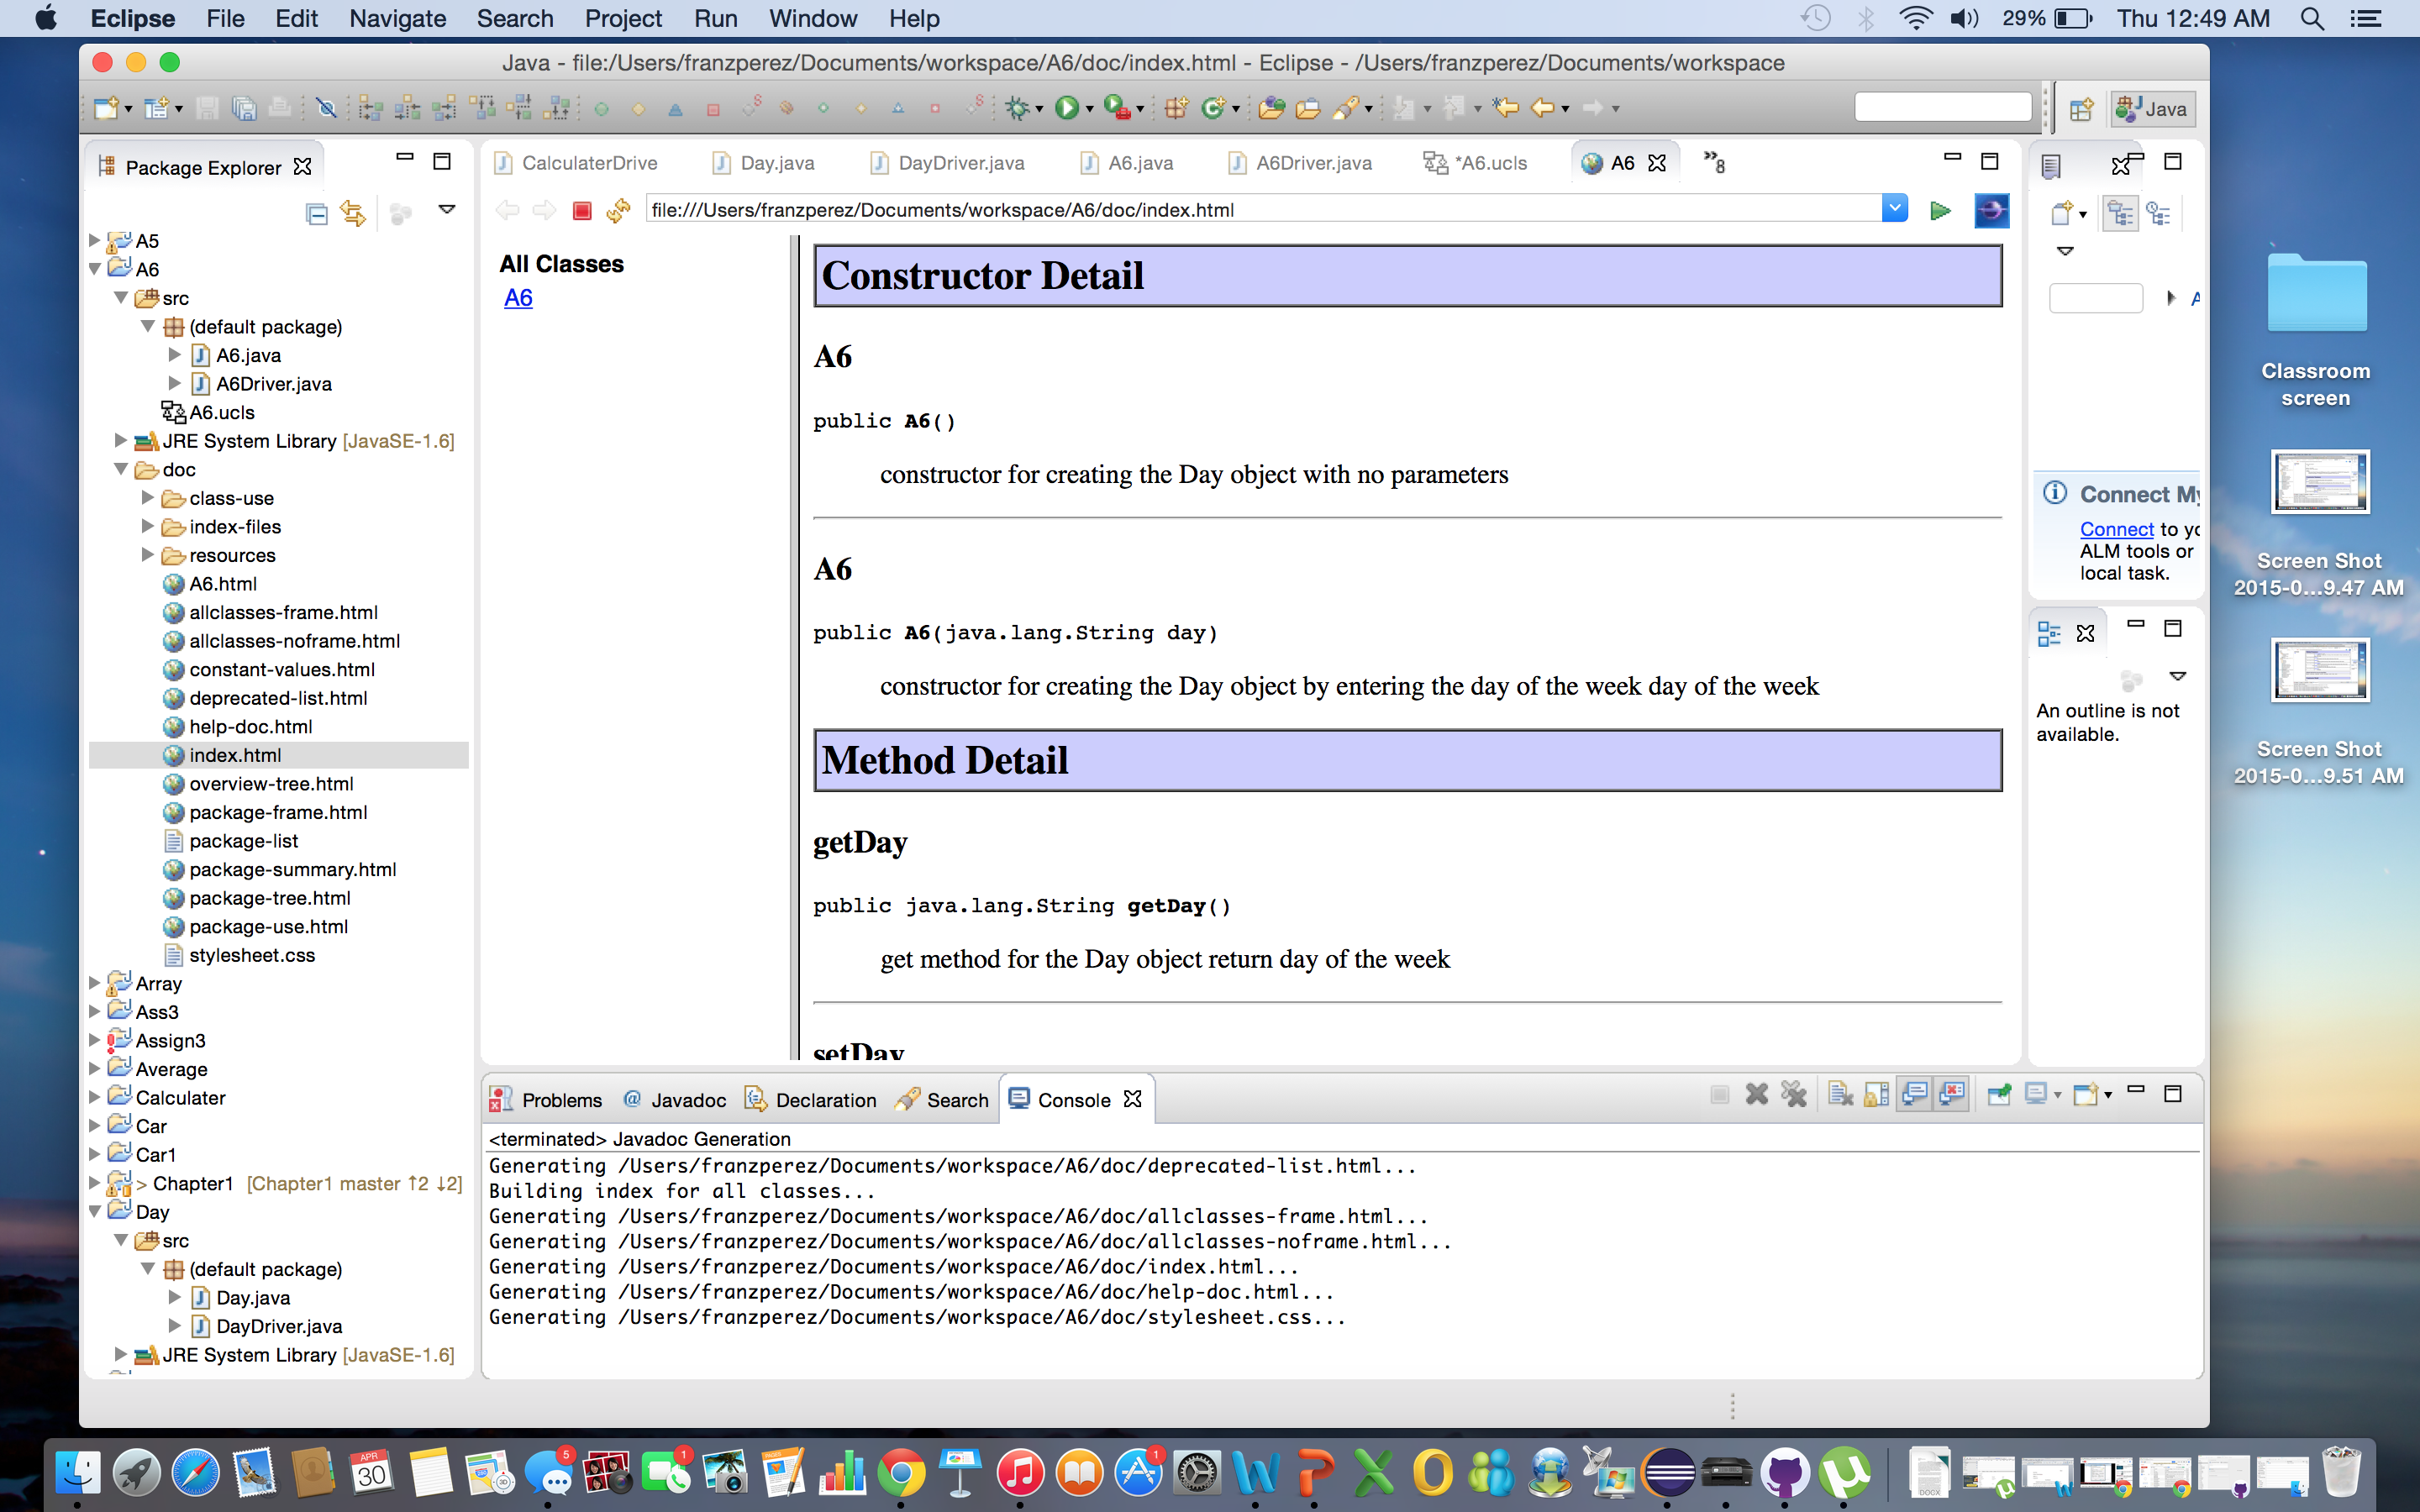 Eclipse File Edit Navigate Search Project Run Window Help 29% Thu 12:49 AM
Java - file:/Users/franzperez/Documents/workspace/A6/doc/index.html - Eclipse - /Users/franzperez/Documents/workspace
Java
Package Explorer
A5
A6
src
(default package)
A6.java
A6Driver.java
A6.ucls
JRE System Library [JavaSE-1.6]
doc
class-use
index-files
resources
A6.html
allclasses-frame.html
allclasses-noframe.html
constant-values.html
deprecated-list.html
help-doc.html
index.html
overview-tree.html
package-frame.html
package-list
package-summary.html
package-tree.html
package-use.html
stylesheet.css
Array
Ass3
Assign3
Average
Calculater
Car
Car1
> Chapter1 [Chapter1 master ↑2 ↓2]
Day
src
(default package)
Day.java
DayDriver.java
JRE System Library [JavaSE-1.6]
CalculaterDrive Day.java DayDriver.java A6.java A6Driver.java *A6.ucls A6 »8
file:///Users/franzperez/Documents/workspace/A6/doc/index.html
All Classes
A6
Constructor Detail
A6
public A6()
constructor for creating the Day object with no parameters
A6
public A6(java.lang.String day)
constructor for creating the Day object by entering the day of the week day of the week
Method Detail
getDay
public java.lang.String getDay()
get method for the Day object return day of the week
setDay
A
Connect My
Connect to yo
ALM tools or
local task.
An outline is not
available.
Problems Javadoc Declaration Search Console
<terminated> Javadoc Generation
Generating /Users/franzperez/Documents/workspace/A6/doc/deprecated-list.html...
Building index for all classes...
Generating /Users/franzperez/Documents/workspace/A6/doc/allclasses-frame.html...
Generating /Users/franzperez/Documents/workspace/A6/doc/allclasses-noframe.html...
Generating /Users/franzperez/Documents/workspace/A6/doc/index.html...
Generating /Users/franzperez/Documents/workspace/A6/doc/help-doc.html...
Generating /Users/franzperez/Documents/workspace/A6/doc/stylesheet.css...
Classroom
screen
Screen Shot
2015-0...9.47 AM
Screen Shot
2015-0...9.51 AM
APR
30
5
1
1
DOCX